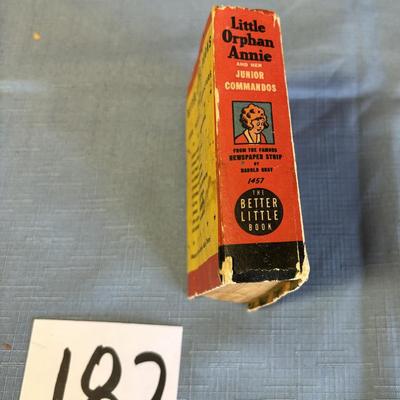 Little
Orphan
Annie
AND HER
JUNIOR
COMMANDOS
FROM THE FAMOUS
NEWSPAPER STRIP
BY
HAROLD GRAY
1457
THE
BETTER
LITTLE
BOOK
182